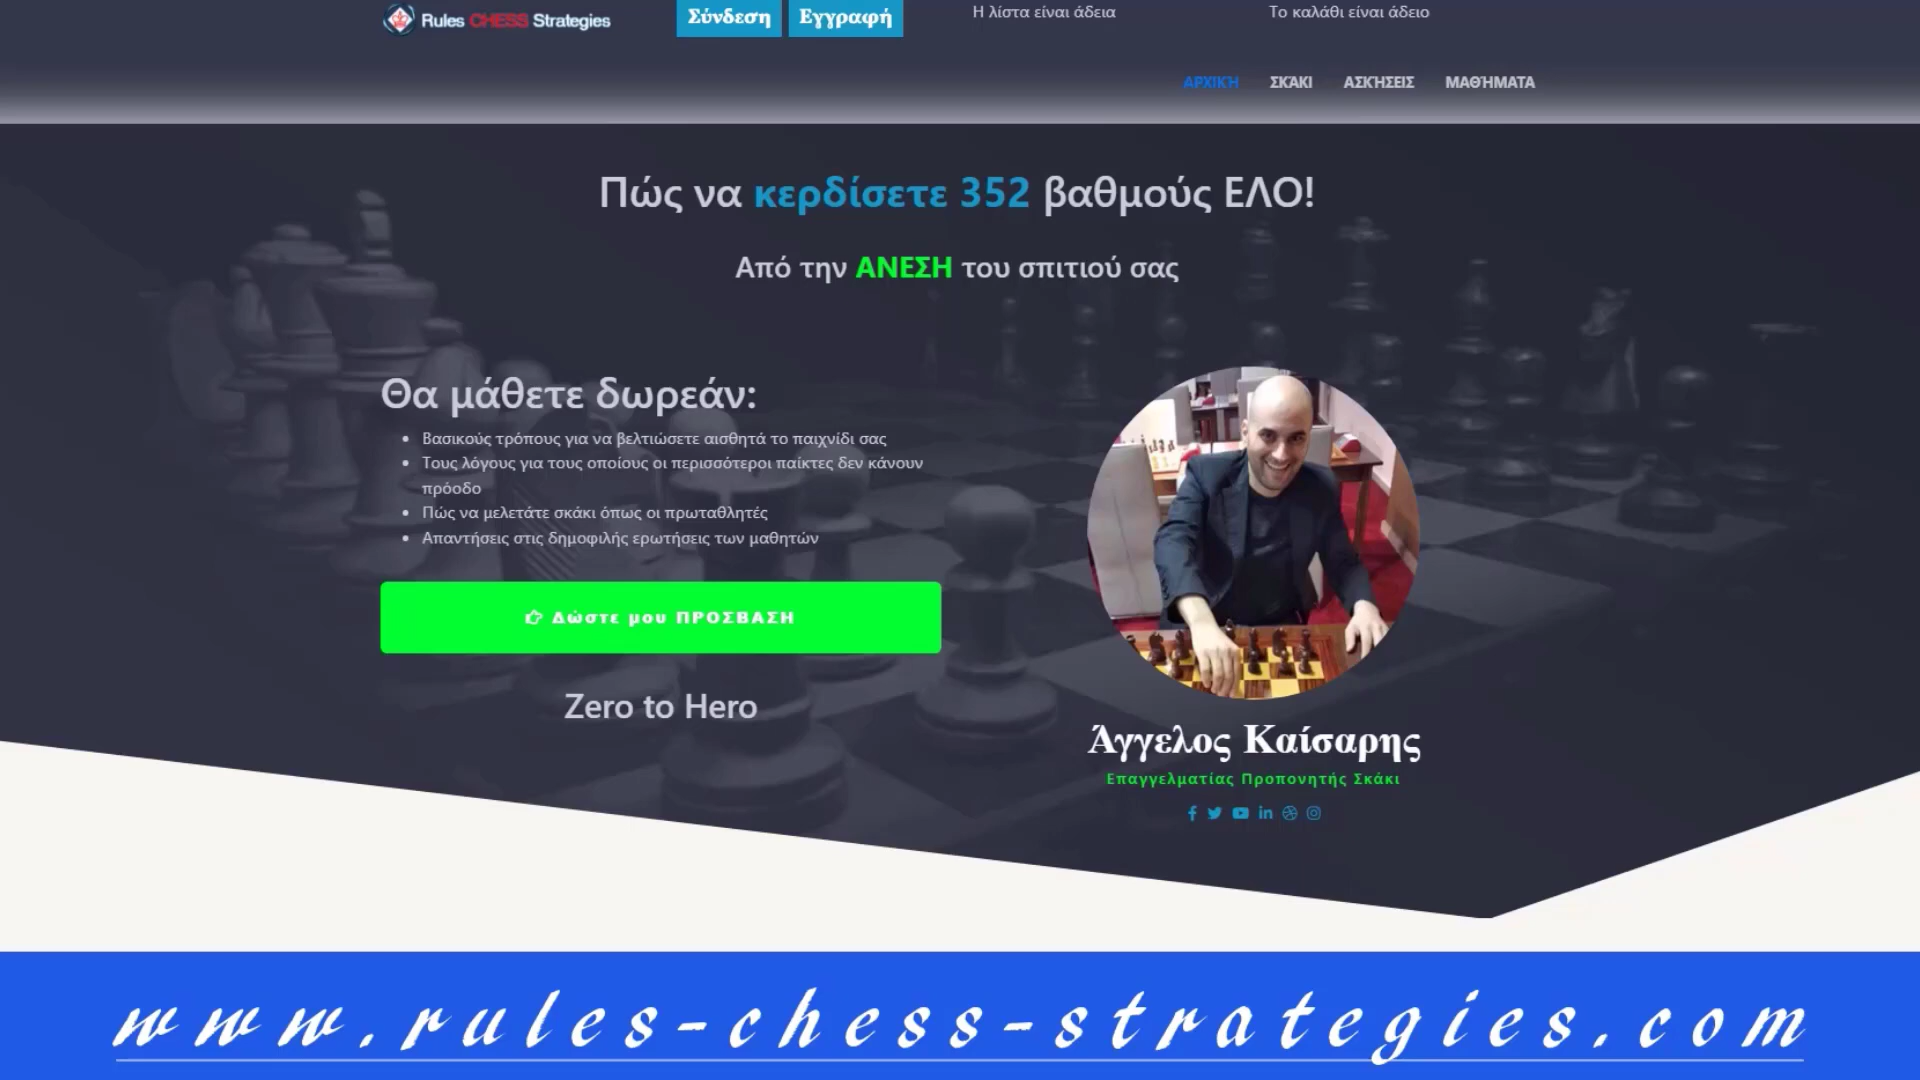 Rules CHESS Strategies
Σύνδεση
Εγγραφή
Η λίστα είναι άδεια
Το καλάθι είναι άδειο
ΑΡΧΙΚΉ
ΣΚΑΚΙ
ΑΣΚΉΣΕΙΣ
ΜΑΘΉΜΑΤΑ
Πώς να κερδίσετε 352 βαθμούς ΕΛΟ!
Από την ΑΝΕΣΗ του σπιτιού σας
Θα μάθετε δωρεάν:
Βασικούς τρόπους για να βελτιώσετε αισθητά το παιχνίδι σας
Τους λόγους για τους οποίους οι περισσότεροι παίκτες δεν κάνουν
πρόοδο
Πώς να μελετάτε σκάκι όπως οι πρωταθλητές
Απαντήσεις στις δημοφιλής ερωτήσεις των μαθητών
Δώστε μου ΠΡΟΣΒΑΣΗ
Zero to Hero
Άγγελος Καίσαρης
Επαγγελματίας Προπονητής Σκάκι
www.rules-chess-strategies.com